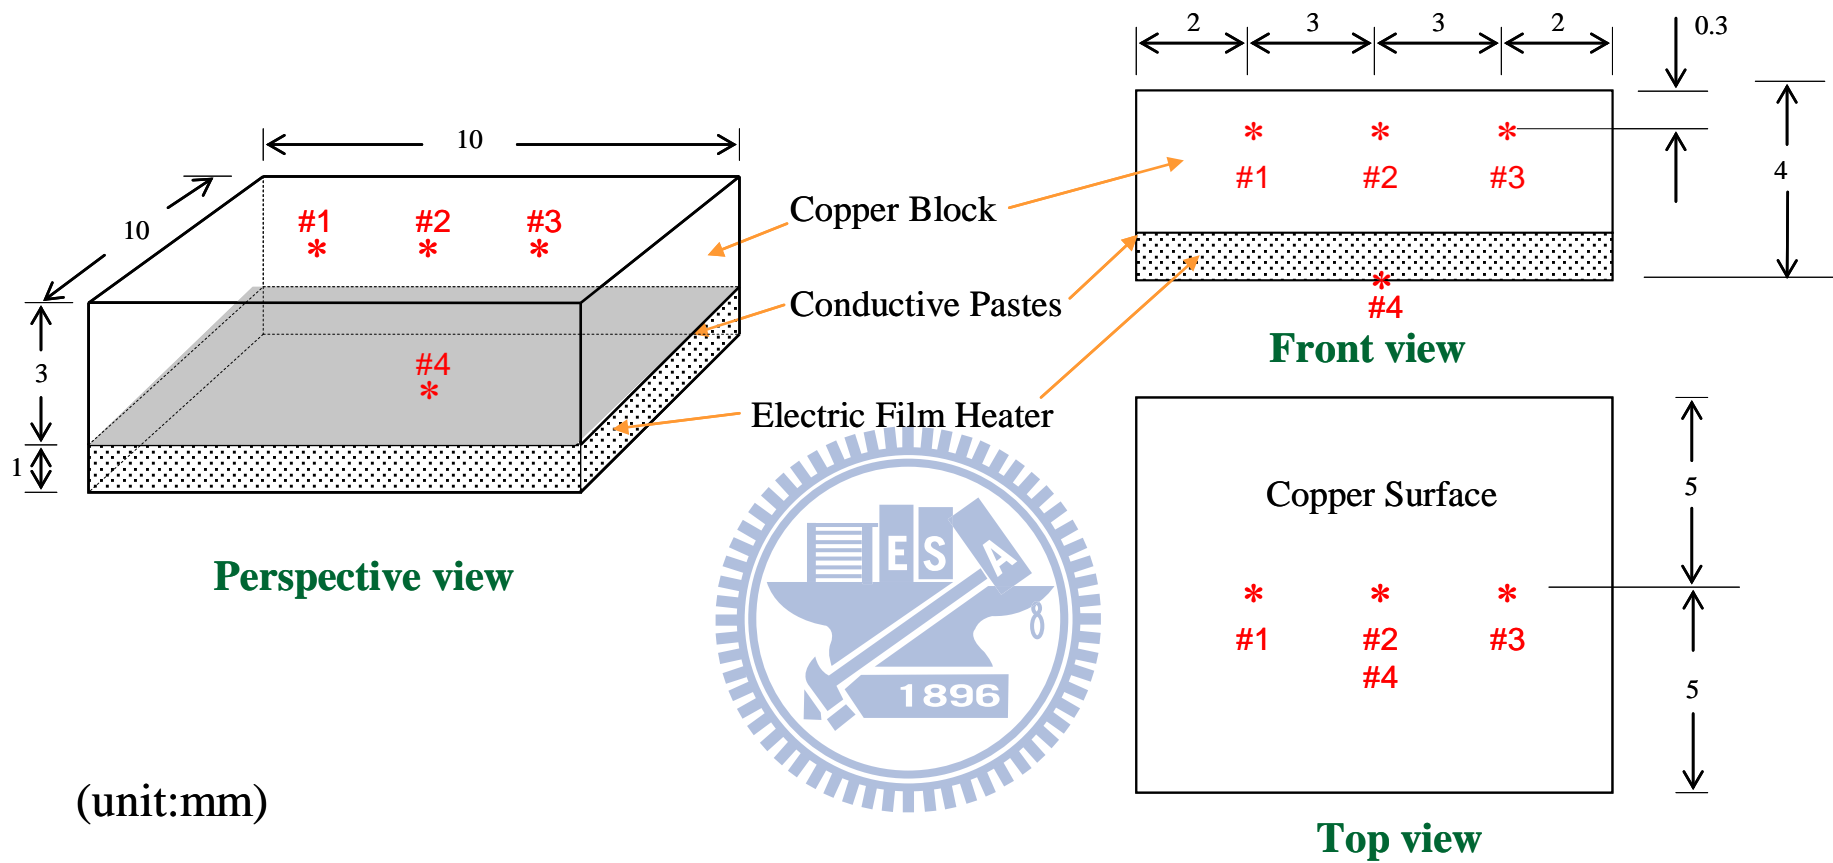 10
10
#1 #2 #3
* * *
3
1
#4
*
Perspective view
(unit:mm)
Copper Block
Conductive Pastes
Electric Film Heater
2 3 3 2
0.3
* * *
#1 #2 #3
4
*
#4
Front view
Copper Surface
5
* * *
#1 #2 #3
#4
5
Top view
E S A
1896